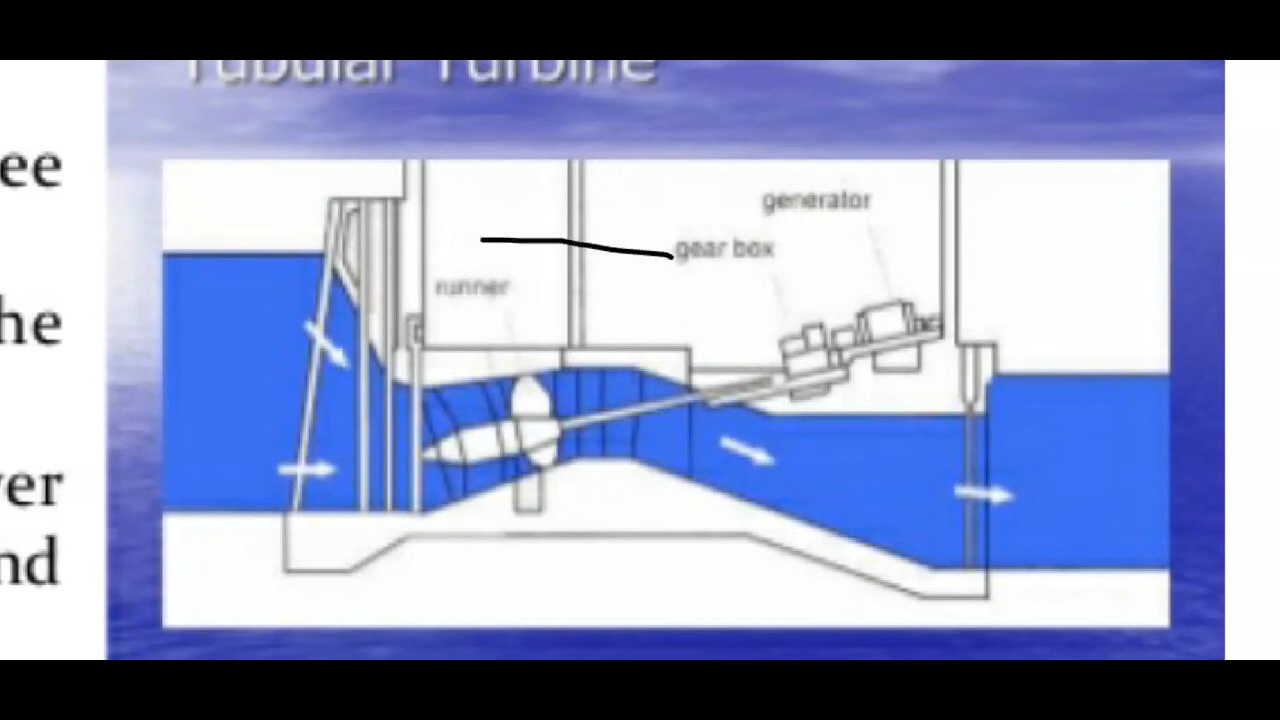 Tubular Turbine
ee
generator
gear box
runner
he
ver
nd